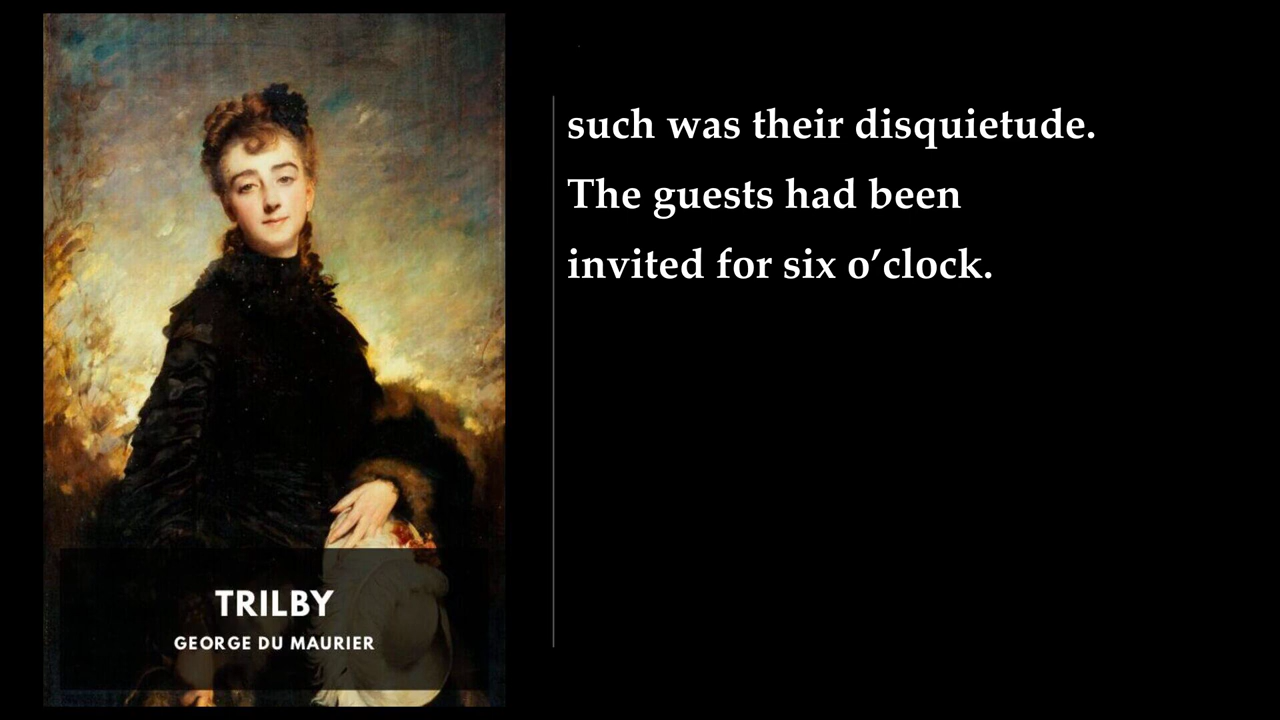 TRILBY
GEORGE DU MAURIER
such was their disquietude.
The guests had been
invited for six o’clock.